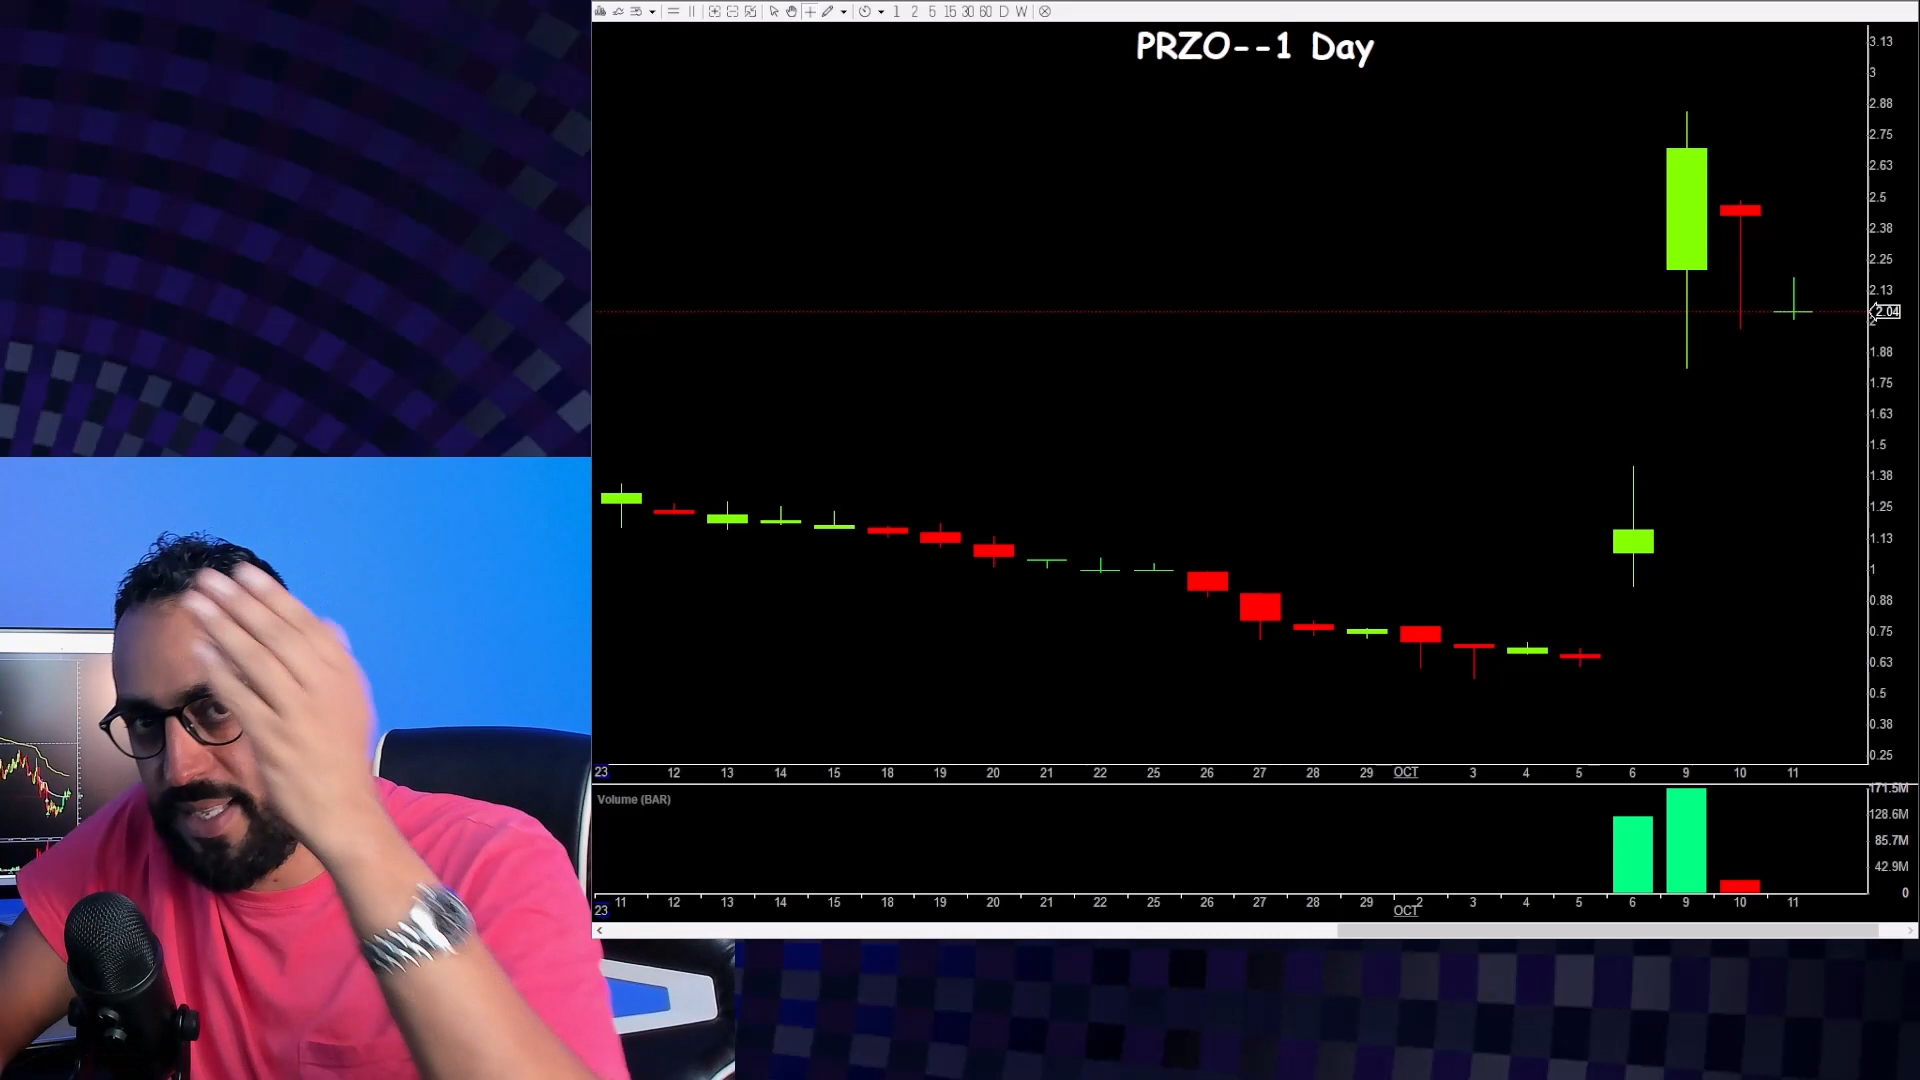 1 2 5 15 30 60 D W
PRZO--1 Day
3.13
3
2.88
2.75
2.63
2.5
2.38
2.25
2.13
2.04
2
1.88
1.75
1.63
1.5
1.38
1.25
1.13
1
0.88
0.75
0.63
0.5
0.38
0.25
23 12 13 14 15 18 19 20 21 22 25 26 27 28 29 OCT 3 4 5 6 9 10 11
Volume (BAR)
171.5M
128.6M
85.7M
42.9M
0
11 12 13 14 15 18 19 20 21 22 25 26 27 28 29 2 3 4 5 6 9 10 11
23 OCT